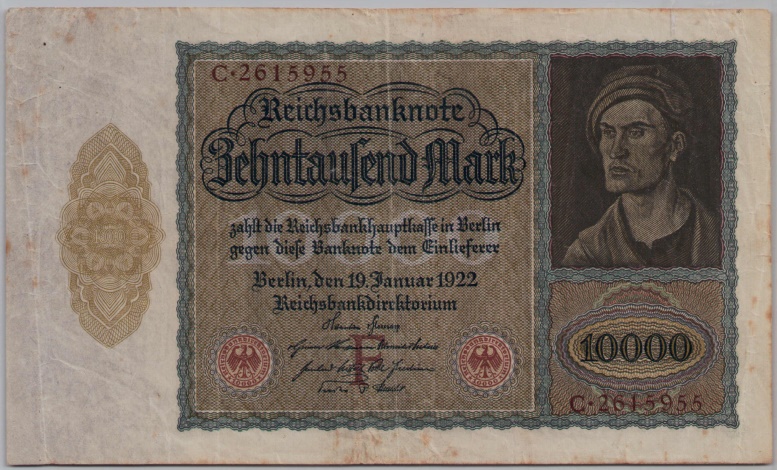 C·2615955
Reichsbanknote
Zehntausend Mark
zahlt die Reichsbankhauptkasse in Berlin
gegen diese Banknote dem Einlieferer
Berlin, den 19. Januar 1922
Reichsbankdirektorium
F
10000
C·2615955